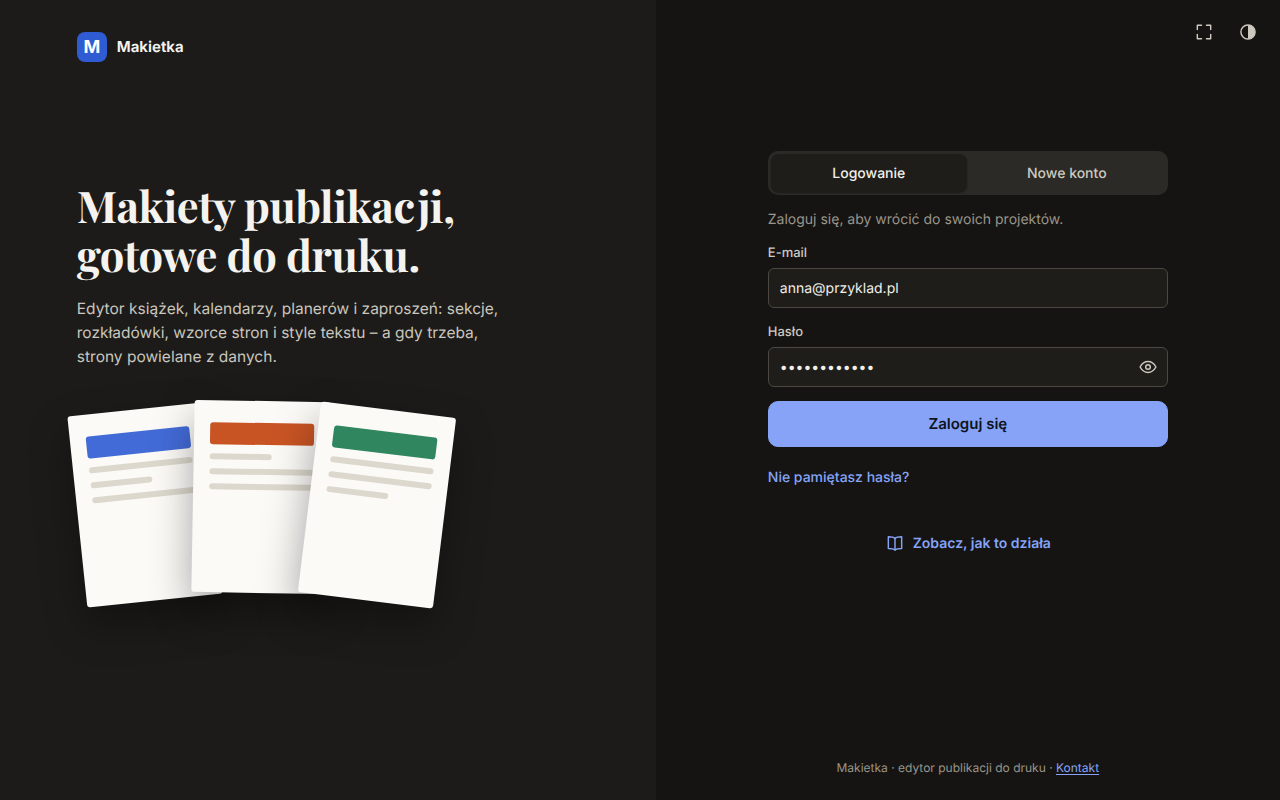 M Makietka
Makiety publikacji,
gotowe do druku.
Edytor książek, kalendarzy, planerów i zaproszeń: sekcje,
rozkładówki, wzorce stron i style tekstu – a gdy trzeba,
strony powielane z danych.
Logowanie
Nowe konto
Zaloguj się, aby wrócić do swoich projektów.
E-mail
anna@przyklad.pl
Hasło
••••••••••••
Zaloguj się
Nie pamiętasz hasła?
Zobacz, jak to działa
Makietka · edytor publikacji do druku · Kontakt